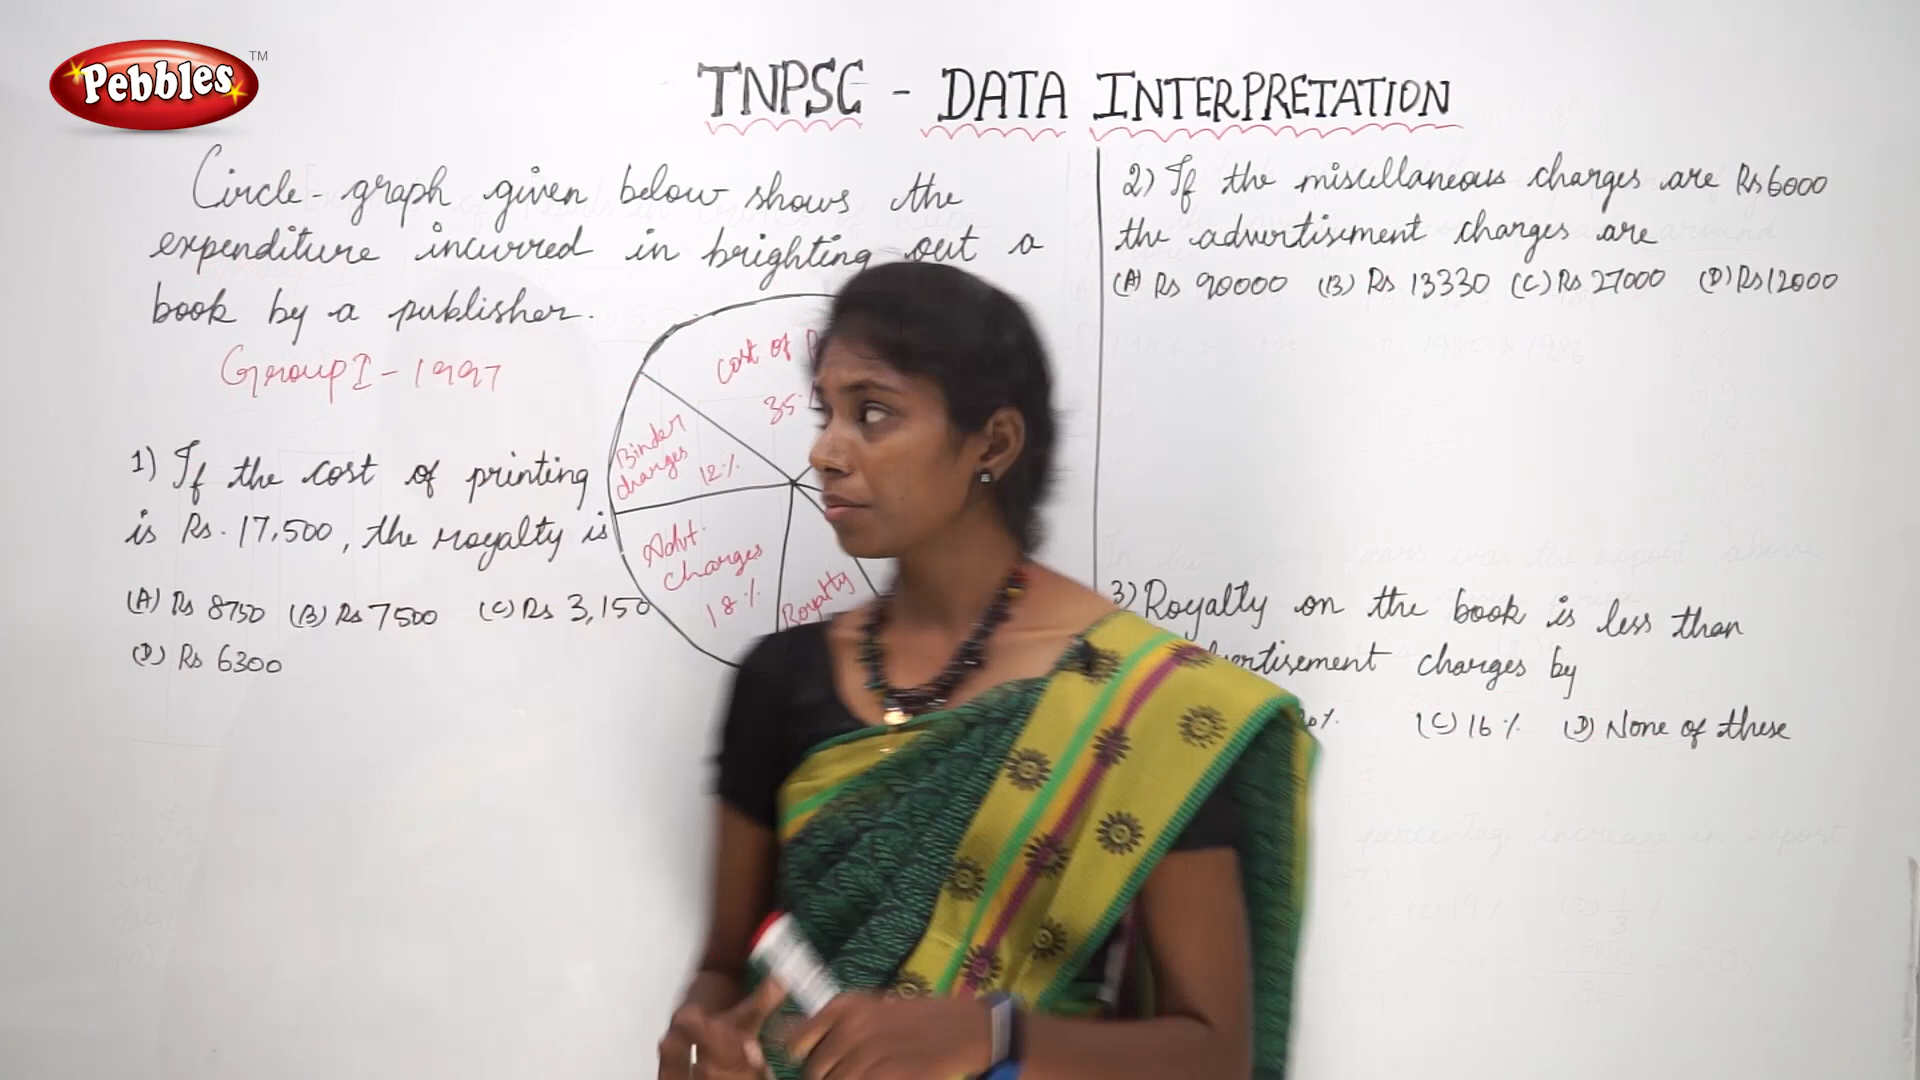 Pebbles TM
TNPSC - DATA INTERPRETATION
Circle-graph given below shows the
expenditure incurred in brighting out a
book by a publisher.
Group I - 1997
1) If the cost of printing
is Rs. 17,500, the royalty is
(A) Rs 8750 (B) Rs 7500 (C) Rs 3,150
(D) Rs 6300
cost of
35
Binder
charges
12%
Advt.
charges
18%
Royalty
2) If the miscellaneous charges are Rs 6000
the advertisement charges are
(A) Rs 90000 (B) Rs 13330 (C) Rs 27000 (D) Rs 12000
3) Royalty on the book is less than
charges by
(C) 16% (D) None of these